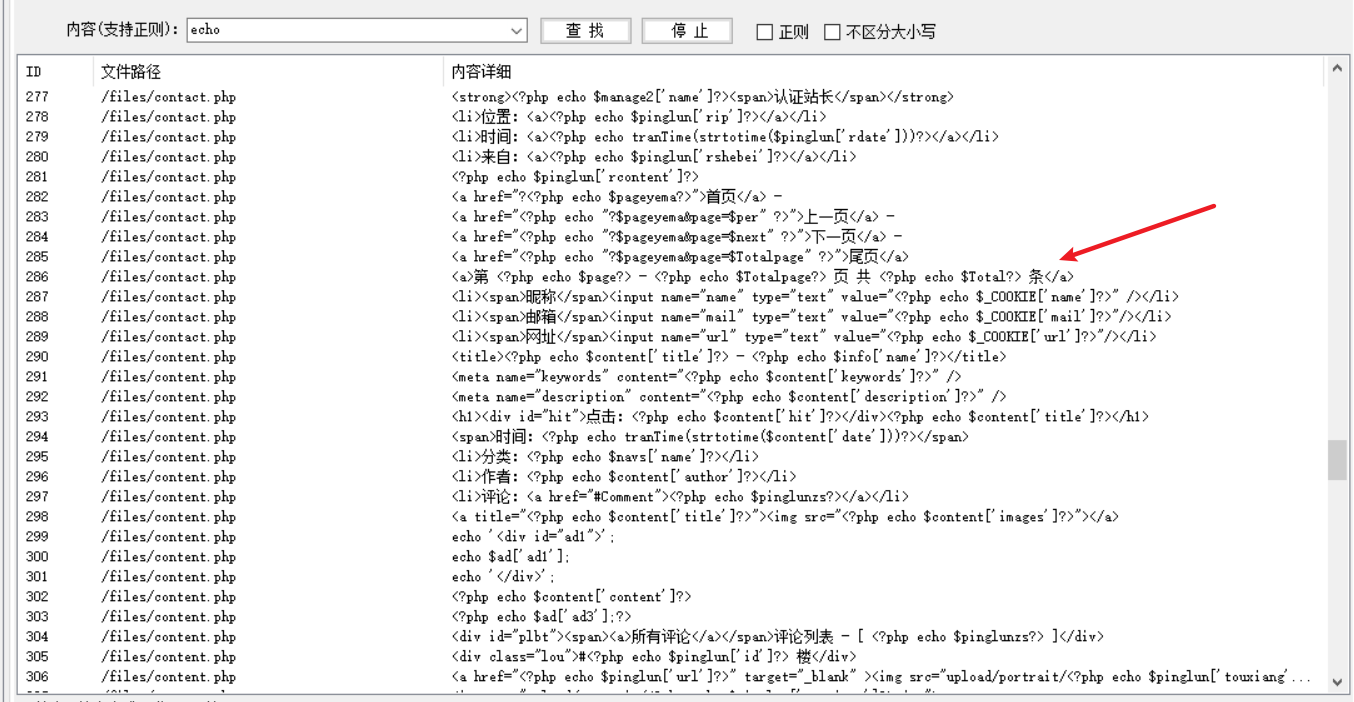 内容(支持正则): echo 查 找 停 止 正则 不区分大小写
ID 文件路径 内容详细
277 /files/contact.php <strong><?php echo $manage2['name']?><span>认证站长</span></strong>
278 /files/contact.php <li>位置: <a><?php echo $pinglun['rip']?></a></li>
279 /files/contact.php <li>时间: <a><?php echo tranTime(strtotime($pinglun['rdate']))?></a></li>
280 /files/contact.php <li>来自: <a><?php echo $pinglun['rshebei']?></a></li>
281 /files/contact.php <?php echo $pinglun['rcontent']?>
282 /files/contact.php <a href="?<?php echo $pageyema?>">首页</a> -
283 /files/contact.php <a href="<?php echo "?$pageyema&page=$per" ?>">上一页</a> -
284 /files/contact.php <a href="<?php echo "?$pageyema&page=$next" ?>">下一页</a> -
285 /files/contact.php <a href="<?php echo "?$pageyema&page=$Totalpage" ?>">尾页</a>
286 /files/contact.php <a>第 <?php echo $page?> - <?php echo $Totalpage?> 页 共 <?php echo $Total?> 条</a>
287 /files/contact.php <li><span>昵称</span><input name="name" type="text" value="<?php echo $_COOKIE['name']?>" /></li>
288 /files/contact.php <li><span>邮箱</span><input name="mail" type="text" value="<?php echo $_COOKIE['mail']?>"/></li>
289 /files/contact.php <li><span>网址</span><input name="url" type="text" value="<?php echo $_COOKIE['url']?>"/></li>
290 /files/content.php <title><?php echo $content['title']?> - <?php echo $info['name']?></title>
291 /files/content.php <meta name="keywords" content="<?php echo $content['keywords']?>" />
292 /files/content.php <meta name="description" content="<?php echo $content['description']?>" />
293 /files/content.php <h1><div id="hit">点击: <?php echo $content['hit']?></div><?php echo $content['title']?></h1>
294 /files/content.php <span>时间: <?php echo tranTime(strtotime($content['date']))?></span>
295 /files/content.php <li>分类: <?php echo $navs['name']?></li>
296 /files/content.php <li>作者: <?php echo $content['author']?></li>
297 /files/content.php <li>评论: <a href="#Comment"><?php echo $pinglunzs?></a></li>
298 /files/content.php <a title="<?php echo $content['title']?>"><img src="<?php echo $content['images']?>"></a>
299 /files/content.php echo '<div id="ad1">';
300 /files/content.php echo $ad['ad1'];
301 /files/content.php echo '</div>';
302 /files/content.php <?php echo $content['content']?>
303 /files/content.php <?php echo $ad['ad3'];?>
304 /files/content.php <div id="plbt"><span><a>所有评论</a></span>评论列表 - [ <?php echo $pinglunzs?> ]</div>
305 /files/content.php <div class="lou">#<?php echo $pinglun['id']?> 楼</div>
306 /files/content.php <a href="<?php echo $pinglun['url']?>" target="_blank" ><img src="upload/portrait/<?php echo $pinglun['touxiang'...